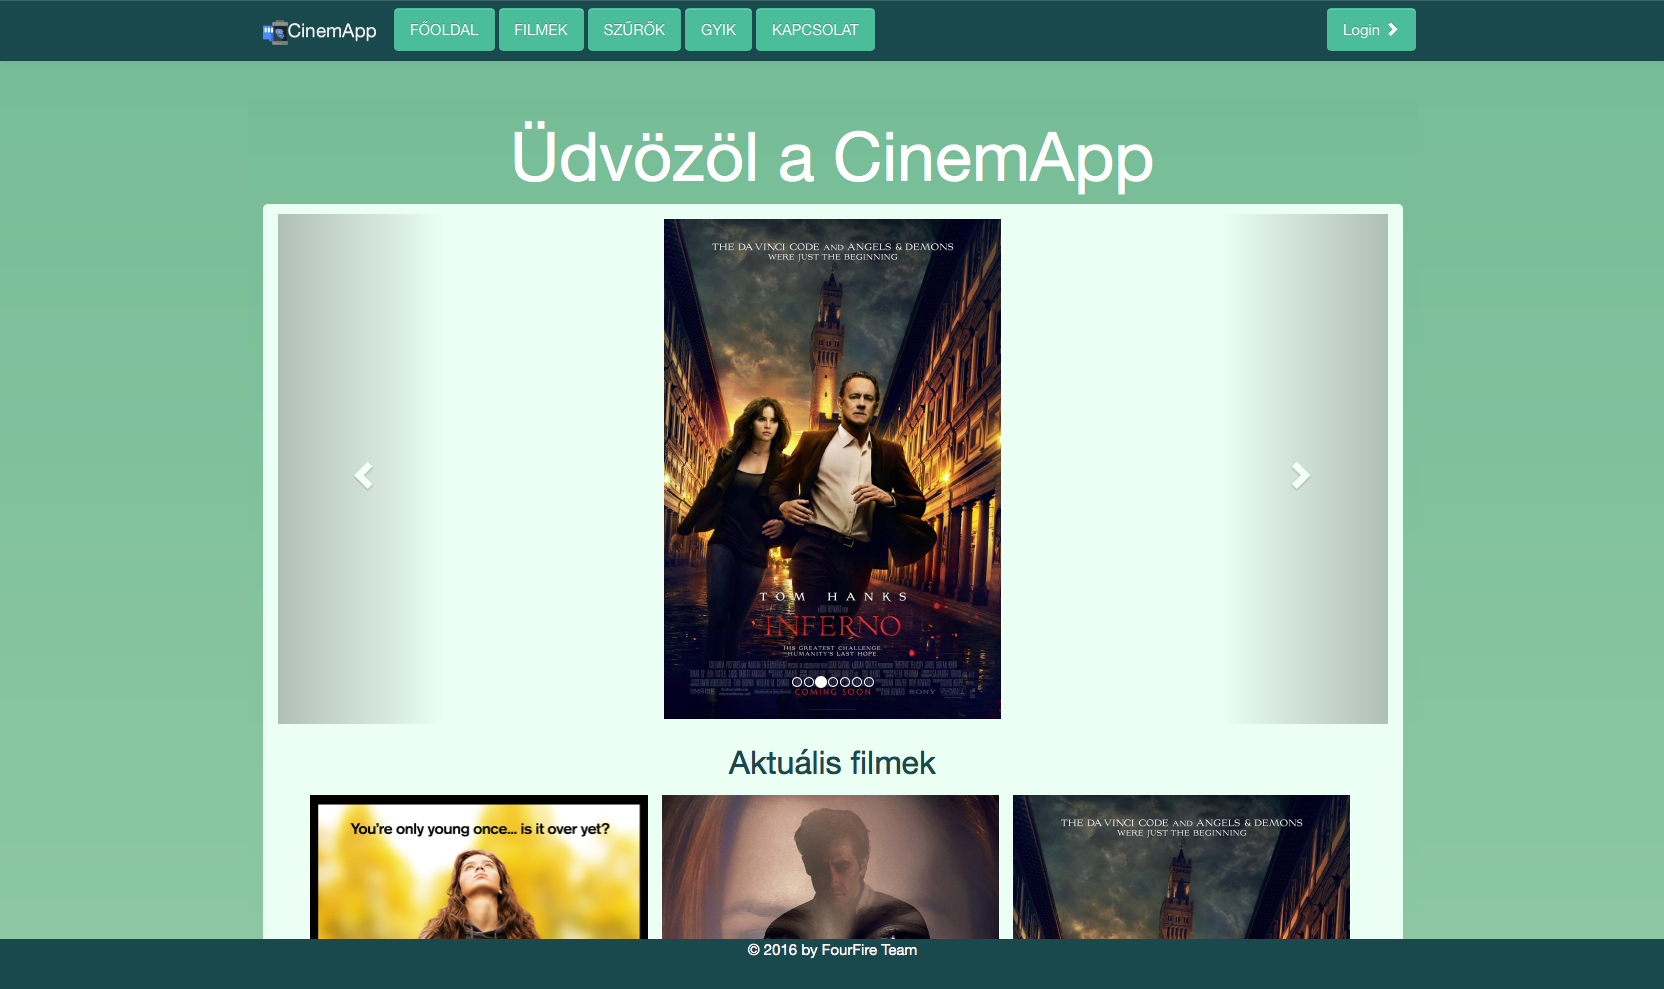 CinemApp
FŐOLDAL
FILMEK
SZŰRŐK
GYIK
KAPCSOLAT
Login
Üdvözöl a CinemApp
THE DA VINCI CODE AND ANGELS & DEMONS
WERE JUST THE BEGINNING
TOM HANKS
INFERNO
HIS GREATEST CHALLENGE.
HUMANITY'S LAST HOPE.
COMING SOON
SONY
Aktuális filmek
You're only young once... is it over yet?
THE DA VINCI CODE AND ANGELS & DEMONS
WERE JUST THE BEGINNING
© 2016 by FourFire Team